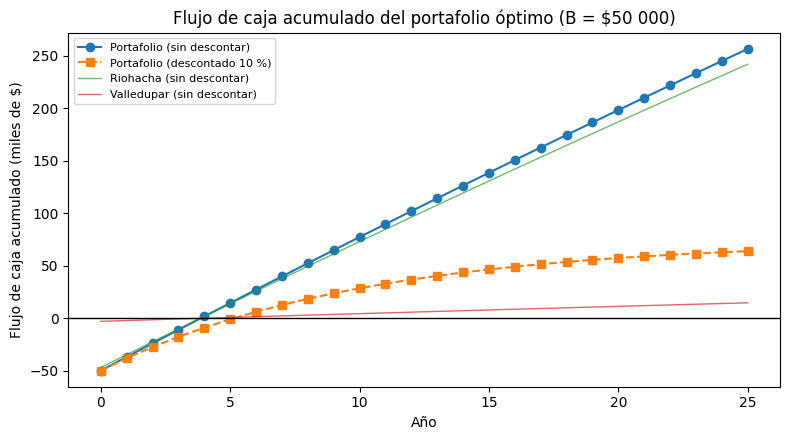 Flujo de caja acumulado del portafolio óptimo (B = $50 000)
Flujo de caja acumulado (miles de $)
250
200
150
100
50
0
−50
Portafolio (sin descontar)
Portafolio (descontado 10 %)
Riohacha (sin descontar)
Valledupar (sin descontar)
0 5 10 15 20 25
Año